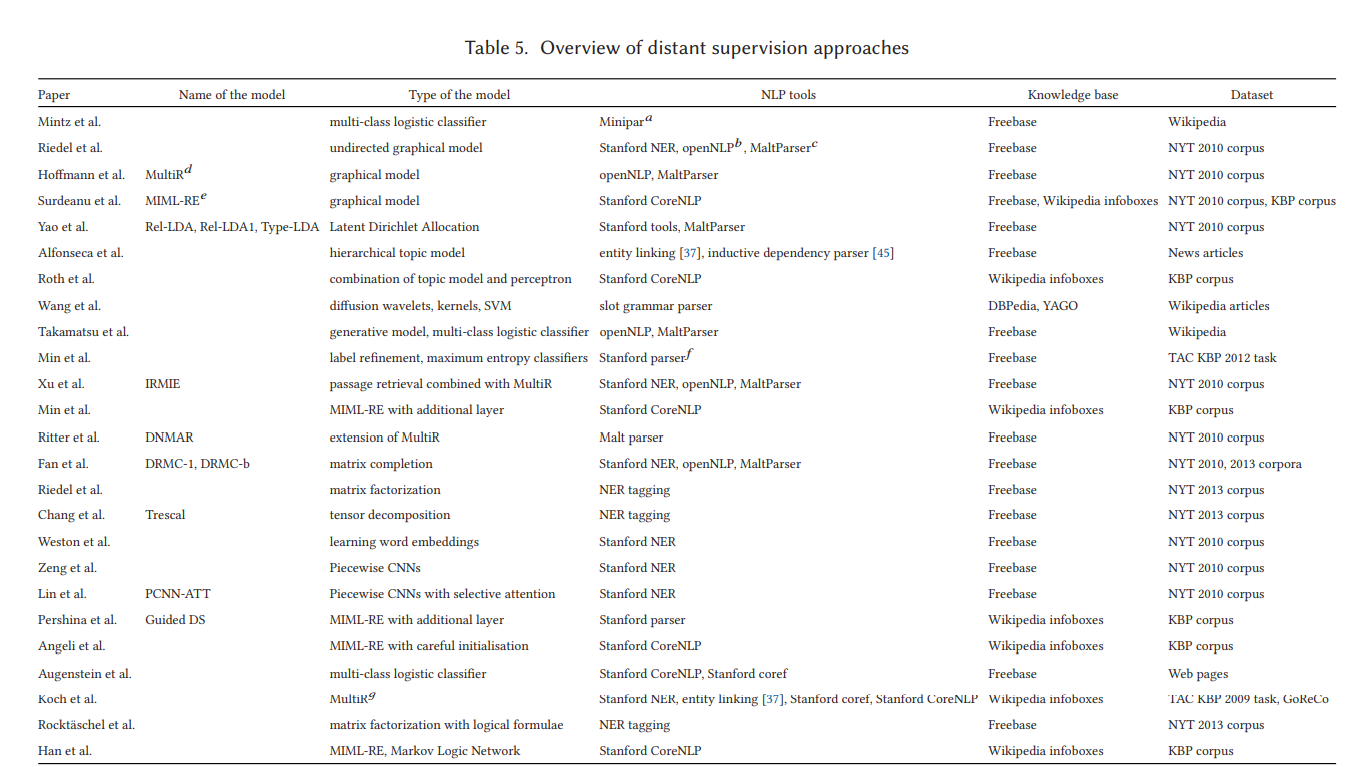 Table 5. Overview of distant supervision approaches
Paper Name of the model Type of the model NLP tools Knowledge base Dataset
Mintz et al. multi-class logistic classifier Minipar^a Freebase Wikipedia
Riedel et al. undirected graphical model Stanford NER, openNLP^b, MaltParser^c Freebase NYT 2010 corpus
Hoffmann et al. MultiR^d graphical model openNLP, MaltParser Freebase NYT 2010 corpus
Surdeanu et al. MIML-RE^e graphical model Stanford CoreNLP Freebase, Wikipedia infoboxes NYT 2010 corpus, KBP corpus
Yao et al. Rel-LDA, Rel-LDA1, Type-LDA Latent Dirichlet Allocation Stanford tools, MaltParser Freebase NYT 2010 corpus
Alfonseca et al. hierarchical topic model entity linking [37], inductive dependency parser [45] Freebase News articles
Roth et al. combination of topic model and perceptron Stanford CoreNLP Wikipedia infoboxes KBP corpus
Wang et al. diffusion wavelets, kernels, SVM slot grammar parser DBPedia, YAGO Wikipedia articles
Takamatsu et al. generative model, multi-class logistic classifier openNLP, MaltParser Freebase Wikipedia
Min et al. label refinement, maximum entropy classifiers Stanford parser^f Freebase TAC KBP 2012 task
Xu et al. IRMIE passage retrieval combined with MultiR Stanford NER, openNLP, MaltParser Freebase NYT 2010 corpus
Min et al. MIML-RE with additional layer Stanford CoreNLP Wikipedia infoboxes KBP corpus
Ritter et al. DNMAR extension of MultiR Malt parser Freebase NYT 2010 corpus
Fan et al. DRMC-1, DRMC-b matrix completion Stanford NER, openNLP, MaltParser Freebase NYT 2010, 2013 corpora
Riedel et al. matrix factorization NER tagging Freebase NYT 2013 corpus
Chang et al. Trescal tensor decomposition NER tagging Freebase NYT 2013 corpus
Weston et al. learning word embeddings Stanford NER Freebase NYT 2010 corpus
Zeng et al. Piecewise CNNs Stanford NER Freebase NYT 2010 corpus
Lin et al. PCNN-ATT Piecewise CNNs with selective attention Stanford NER Freebase NYT 2010 corpus
Pershina et al. Guided DS MIML-RE with additional layer Stanford parser Wikipedia infoboxes KBP corpus
Angeli et al. MIML-RE with careful initialisation Stanford CoreNLP Wikipedia infoboxes KBP corpus
Augenstein et al. multi-class logistic classifier Stanford CoreNLP, Stanford coref Freebase Web pages
Koch et al. MultiR^g Stanford NER, entity linking [37], Stanford coref, Stanford CoreNLP Wikipedia infoboxes TAC KBP 2009 task, GoReCo
Rocktäschel et al. matrix factorization with logical formulae NER tagging Freebase NYT 2013 corpus
Han et al. MIML-RE, Markov Logic Network Stanford CoreNLP Wikipedia infoboxes KBP corpus